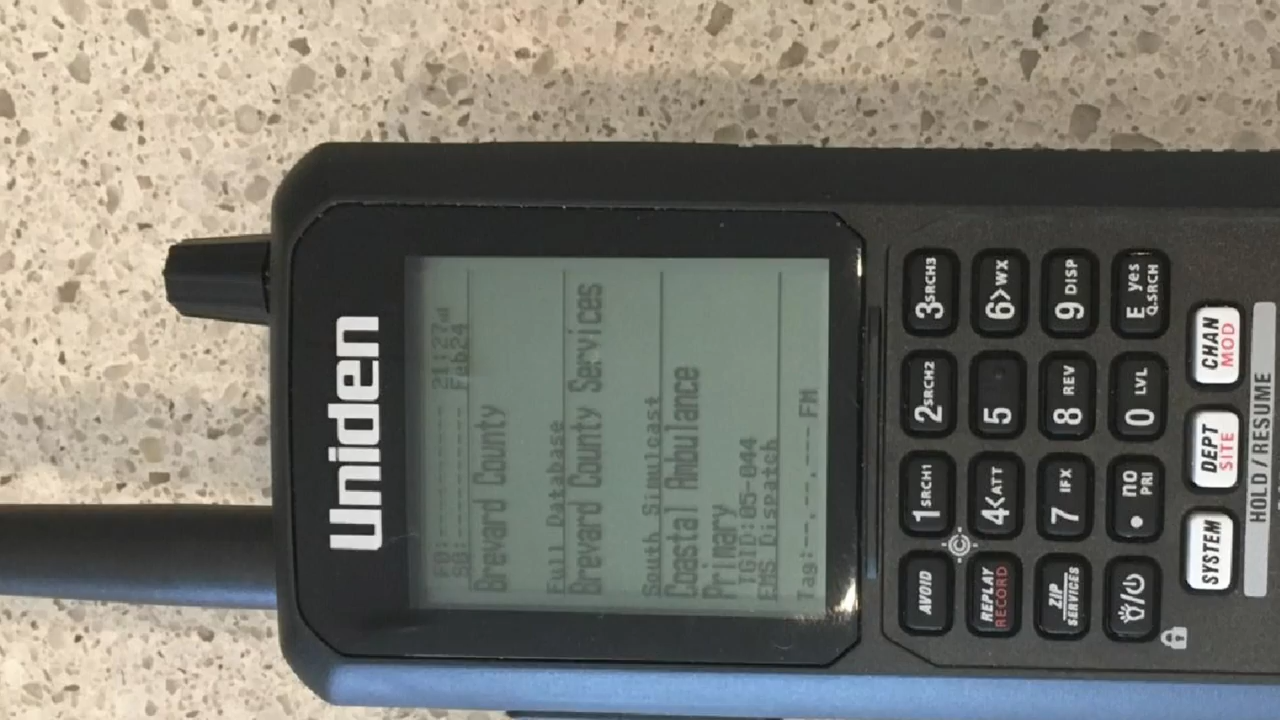 Uniden
F0:---------- 21:27
S0:---------- Feb24
Brevard County
Full Database
Brevard County Services
South Simulcast
Coastal Ambulance
Primary
TGID:05-044
EMS Dispatch
Tag:---.--.--- FM
AVOID 1 SRCH1 2 SRCH2 3 SRCH3
REPLAY RECORD 4< ATT 5 6> WX
ZIP SERVICES 7 IFX 8 REV 9 DISP
• no PRI 0 LVL E yes Q.SRCH
SYSTEM DEPT SITE CHAN MOD
HOLD/RESUME